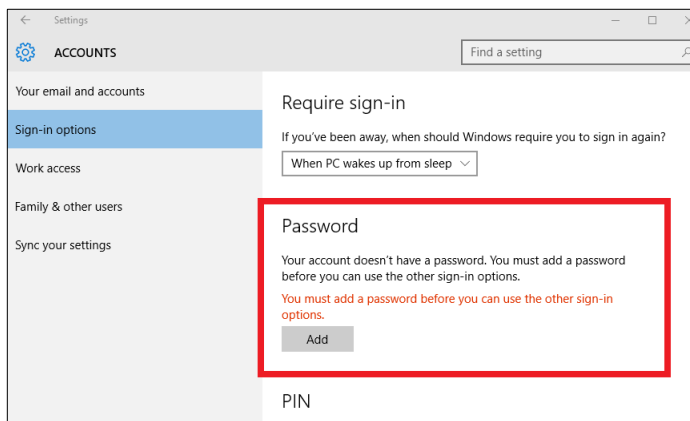 Settings
ACCOUNTS
Find a setting
Your email and accounts
Sign-in options
Work access
Family & other users
Sync your settings
Require sign-in
If you've been away, when should Windows require you to sign in again?
When PC wakes up from sleep
Password
Your account doesn't have a password. You must add a password
before you can use the other sign-in options.
You must add a password before you can use the other sign-in
options.
Add
PIN